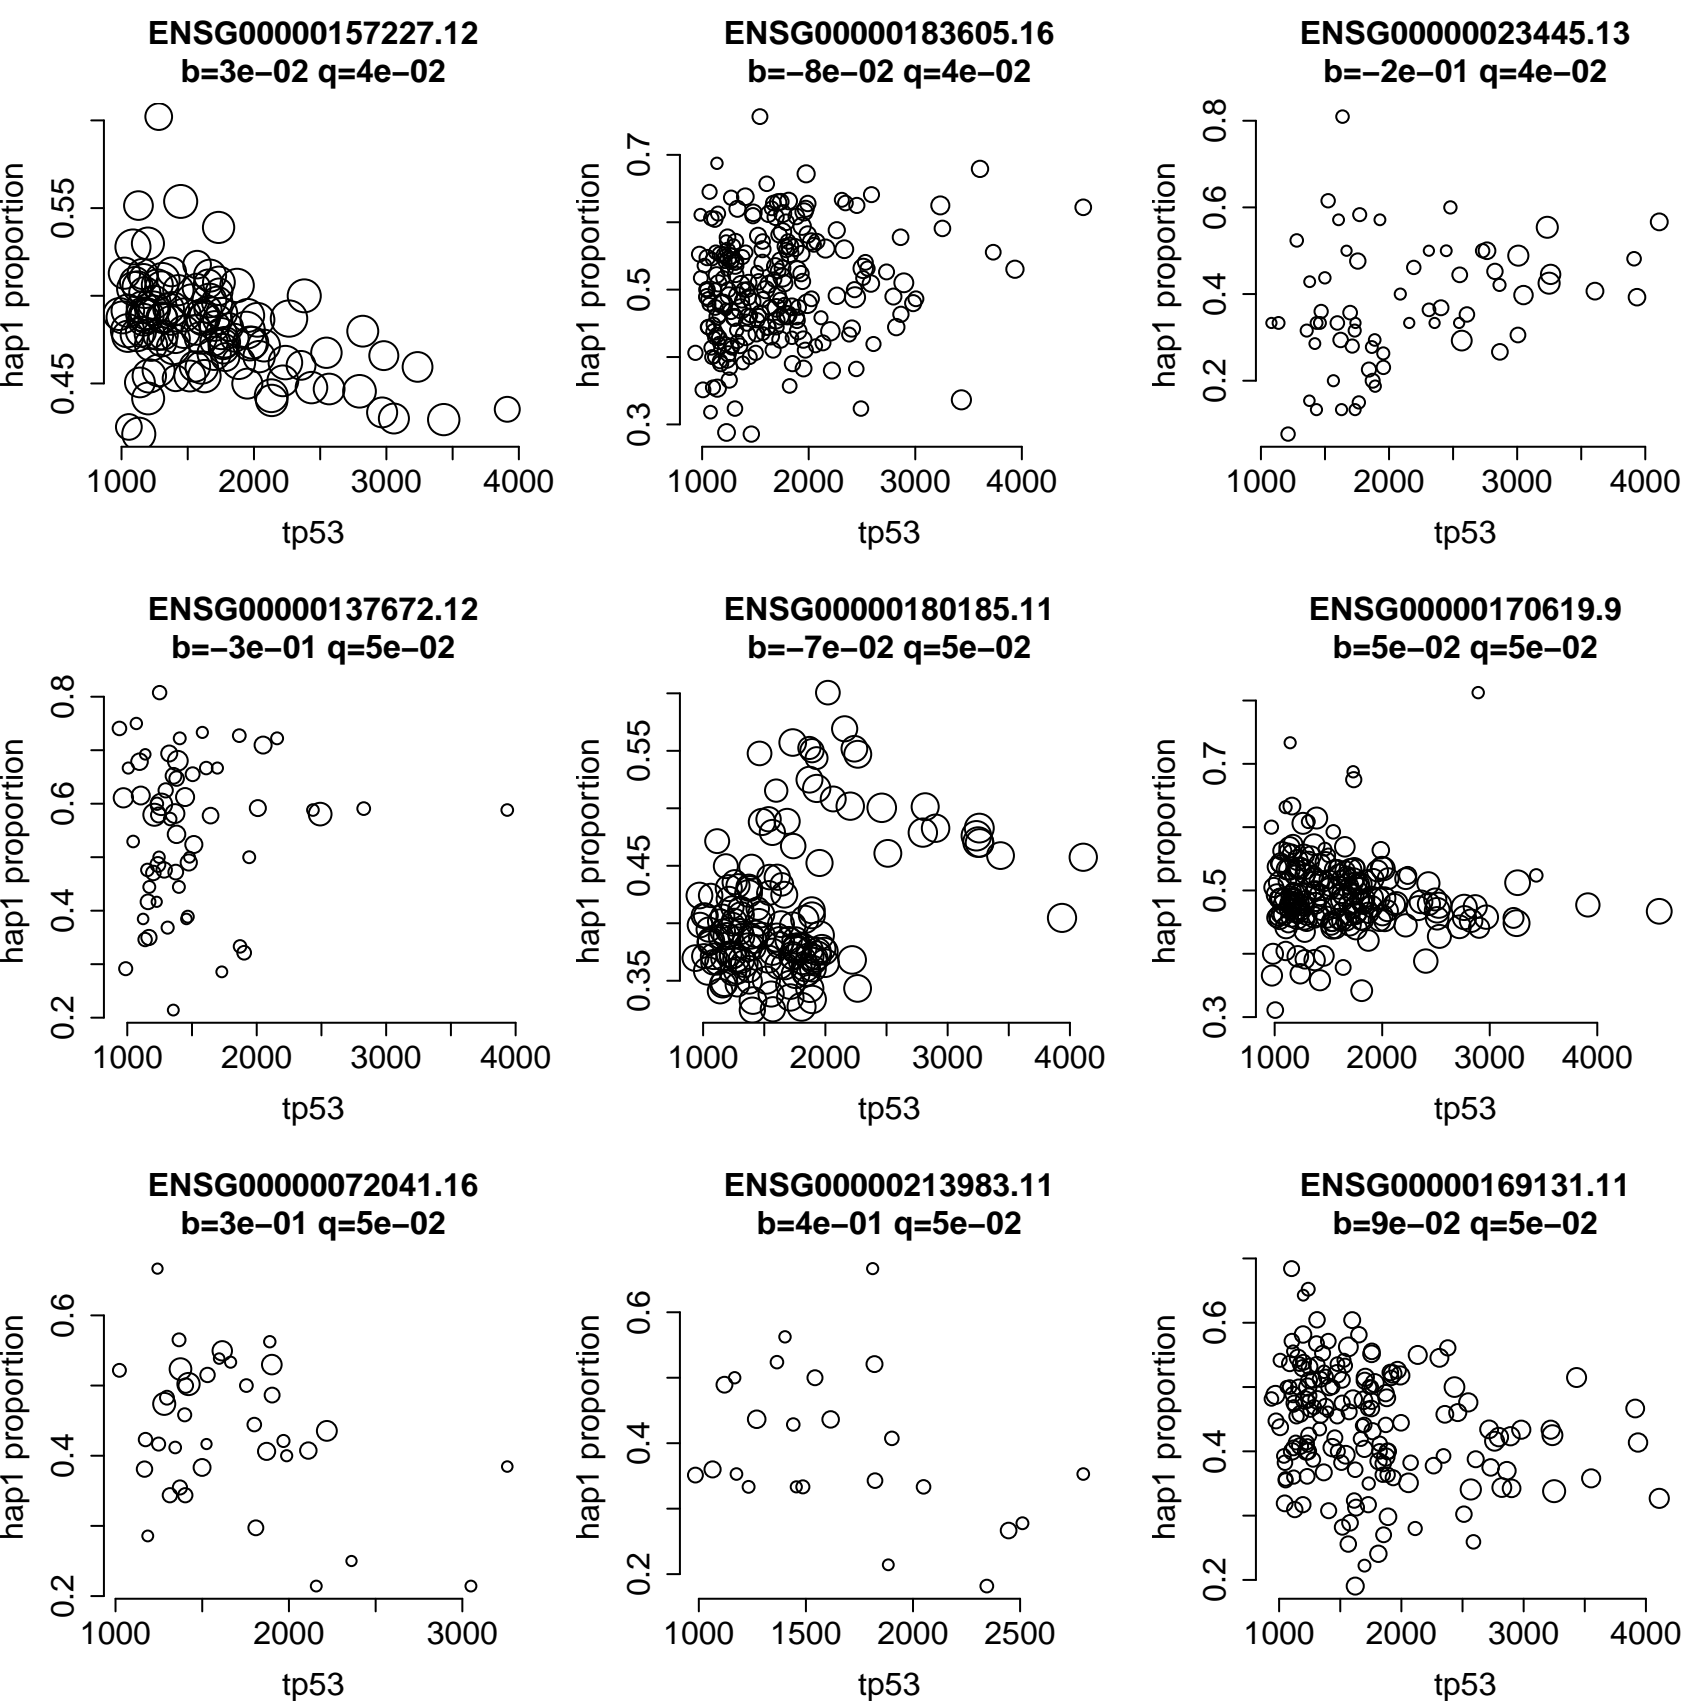 ENSG00000157227.12
b=3e−02 q=4e−02
0.45 0.55
hap1 proportion
1000 2000 3000 4000
tp53
ENSG00000183605.16
b=−8e−02 q=4e−02
0.3 0.5 0.7
hap1 proportion
1000 2000 3000 4000
tp53
ENSG00000023445.13
b=−2e−01 q=4e−02
0.2 0.4 0.6 0.8
hap1 proportion
1000 2000 3000 4000
tp53
ENSG00000137672.12
b=−3e−01 q=5e−02
0.2 0.4 0.6 0.8
hap1 proportion
1000 2000 3000 4000
tp53
ENSG00000180185.11
b=−7e−02 q=5e−02
0.35 0.45 0.55
hap1 proportion
1000 2000 3000 4000
tp53
ENSG00000170619.9
b=5e−02 q=5e−02
0.3 0.5 0.7
hap1 proportion
1000 2000 3000 4000
tp53
ENSG00000072041.16
b=3e−01 q=5e−02
0.2 0.4 0.6
hap1 proportion
1000 2000 3000
tp53
ENSG00000213983.11
b=4e−01 q=5e−02
0.2 0.4 0.6
hap1 proportion
1000 1500 2000 2500
tp53
ENSG00000169131.11
b=9e−02 q=5e−02
0.2 0.4 0.6
hap1 proportion
1000 2000 3000 4000
tp53